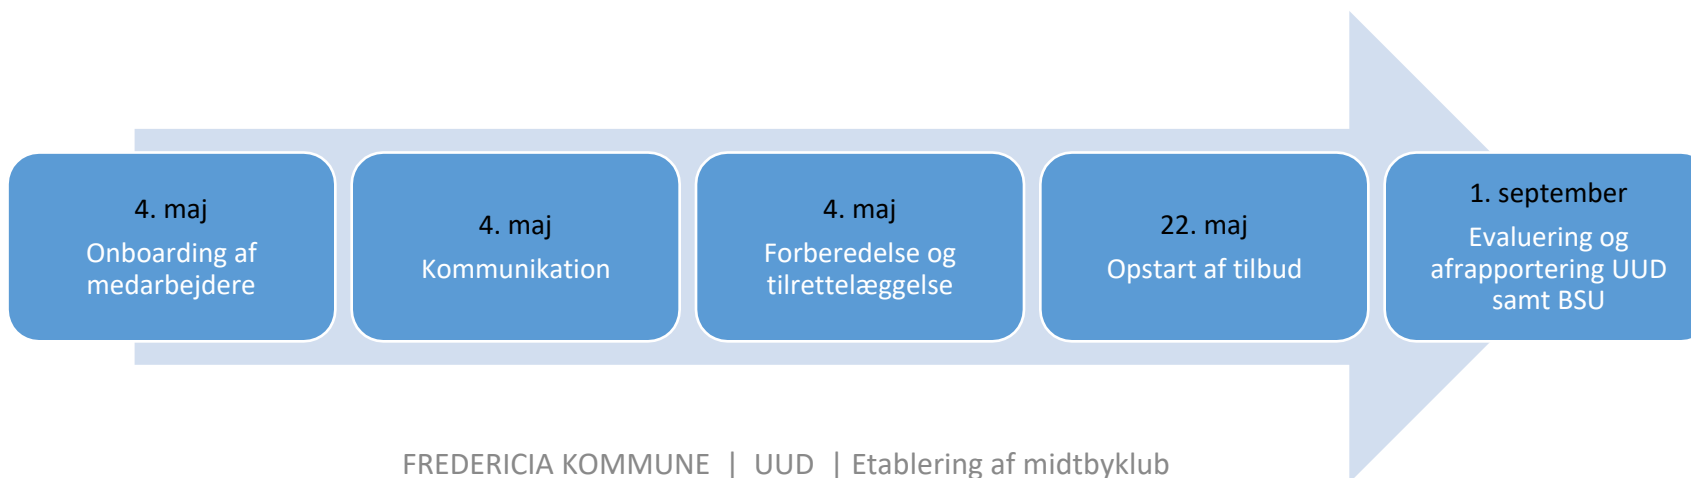 4. maj
Onboarding af
medarbejdere
4. maj
Kommunikation
4. maj
Forberedelse og
tilrettelæggelse
22. maj
Opstart af tilbud
1. september
Evaluering og
afrapportering UUD
samt BSU
FREDERICIA KOMMUNE | UUD | Etablering af midtbyklub